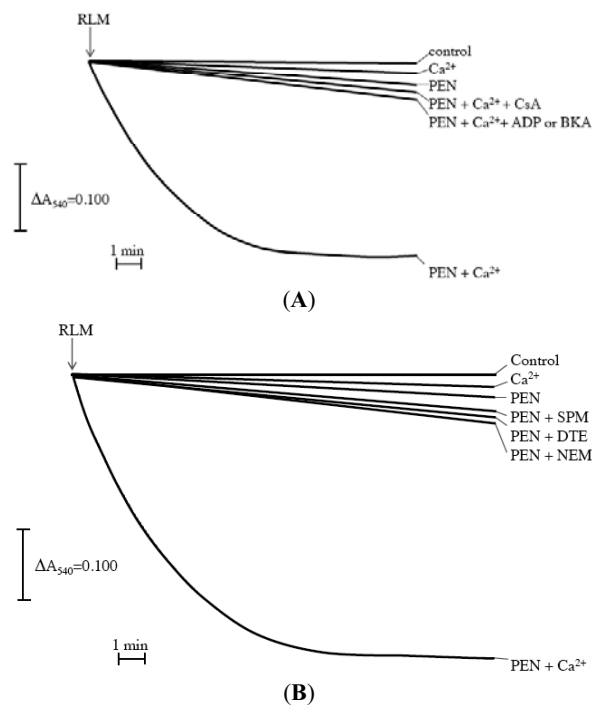 RLM
control
Ca²⁺
PEN
PEN + Ca²⁺ + CsA
PEN + Ca²⁺+ ADP or BKA
ΔA₅₄₀=0.100
1 min
PEN + Ca²⁺
(A)
RLM
Control
Ca²⁺
PEN
PEN + SPM
PEN + DTE
PEN + NEM
ΔA₅₄₀=0.100
1 min
PEN + Ca²⁺
(B)